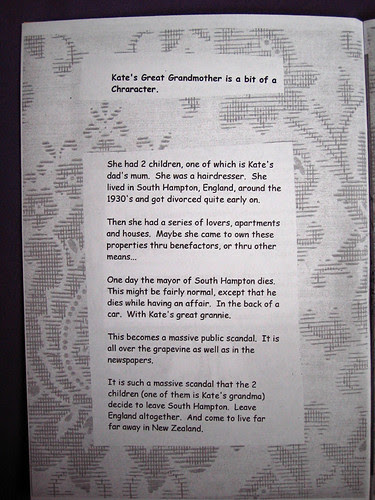 Kate's Great Grandmother is a bit of a
Chraracter.
She had 2 children, one of which is Kate's
dad's mum. She was a hairdresser. She
lived in South Hampton, England, around the
1930's and got divorced quite early on.
Then she had a series of lovers, apartments
and houses. Maybe she came to own these
properties thru benefactors, or thru other
means...
One day the mayor of South Hampton dies.
This might be fairly normal, except that he
dies while having an affair. In the back of a
car. With Kate's great grannie.
This becomes a massive public scandal. It is
all over the grapevine as well as in the
newspapers.
It is such a massive scandal that the 2
children (one of them is Kate's grandma)
decide to leave South Hampton. Leave
England altogether. And come to live far
far away in New Zealand.